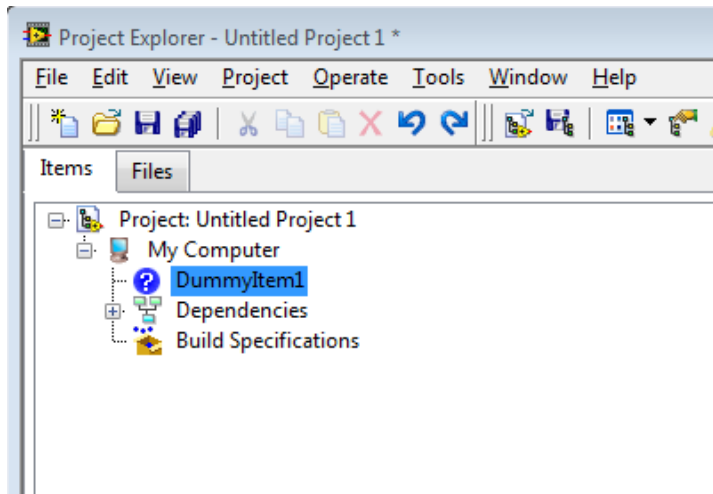 Project Explorer - Untitled Project 1 *
File Edit View Project Operate Tools Window Help
Items Files
Project: Untitled Project 1
My Computer
DummyItem1
Dependencies
Build Specifications